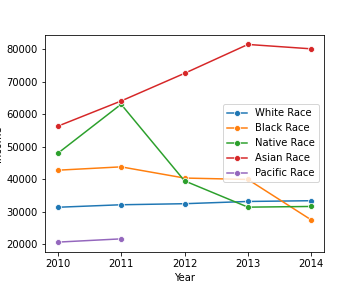 80000
70000
60000
50000
40000
30000
20000
White Race
Black Race
Native Race
Asian Race
Pacific Race
2010
2011
2012
2013
2014
Year